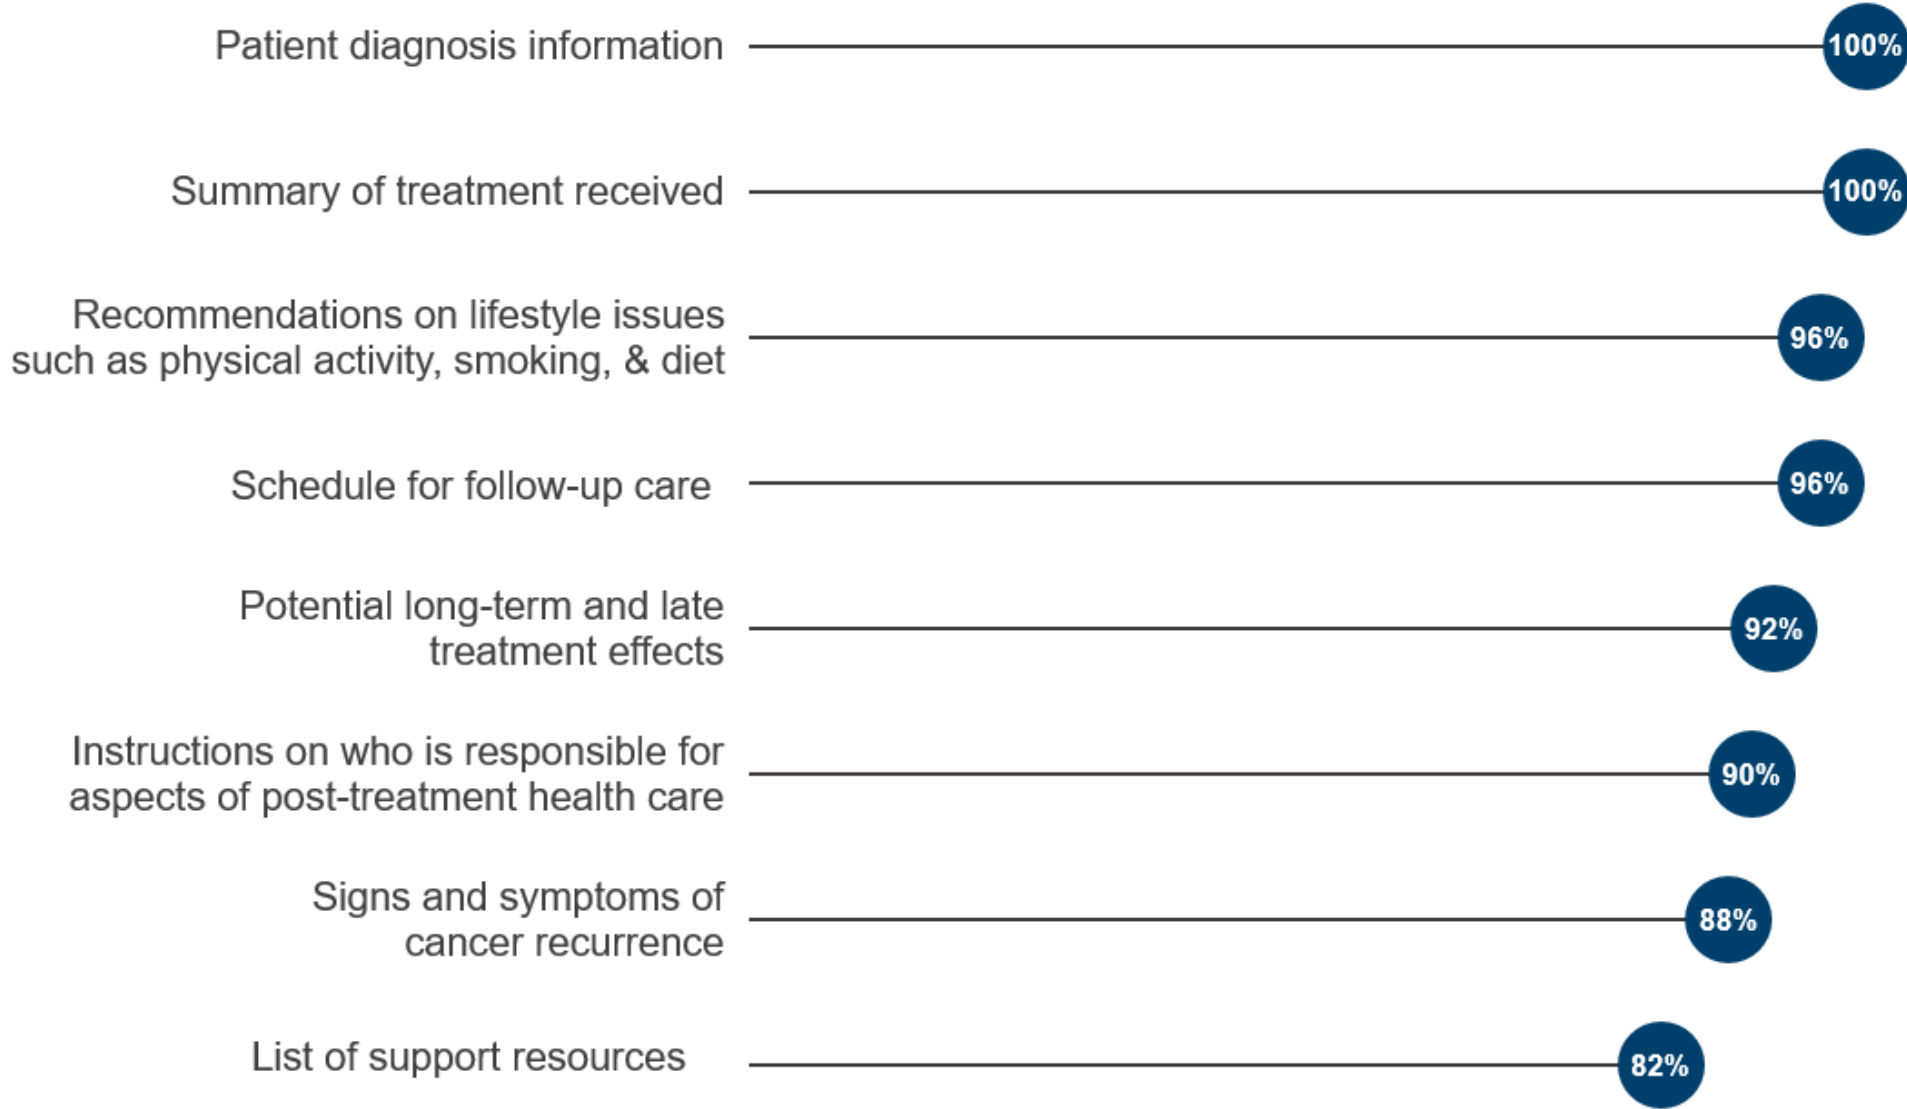 Patient diagnosis information 100%
Summary of treatment received 100%
Recommendations on lifestyle issues
such as physical activity, smoking, & diet 96%
Schedule for follow-up care 96%
Potential long-term and late
treatment effects 92%
Instructions on who is responsible for
aspects of post-treatment health care 90%
Signs and symptoms of
cancer recurrence 88%
List of support resources 82%